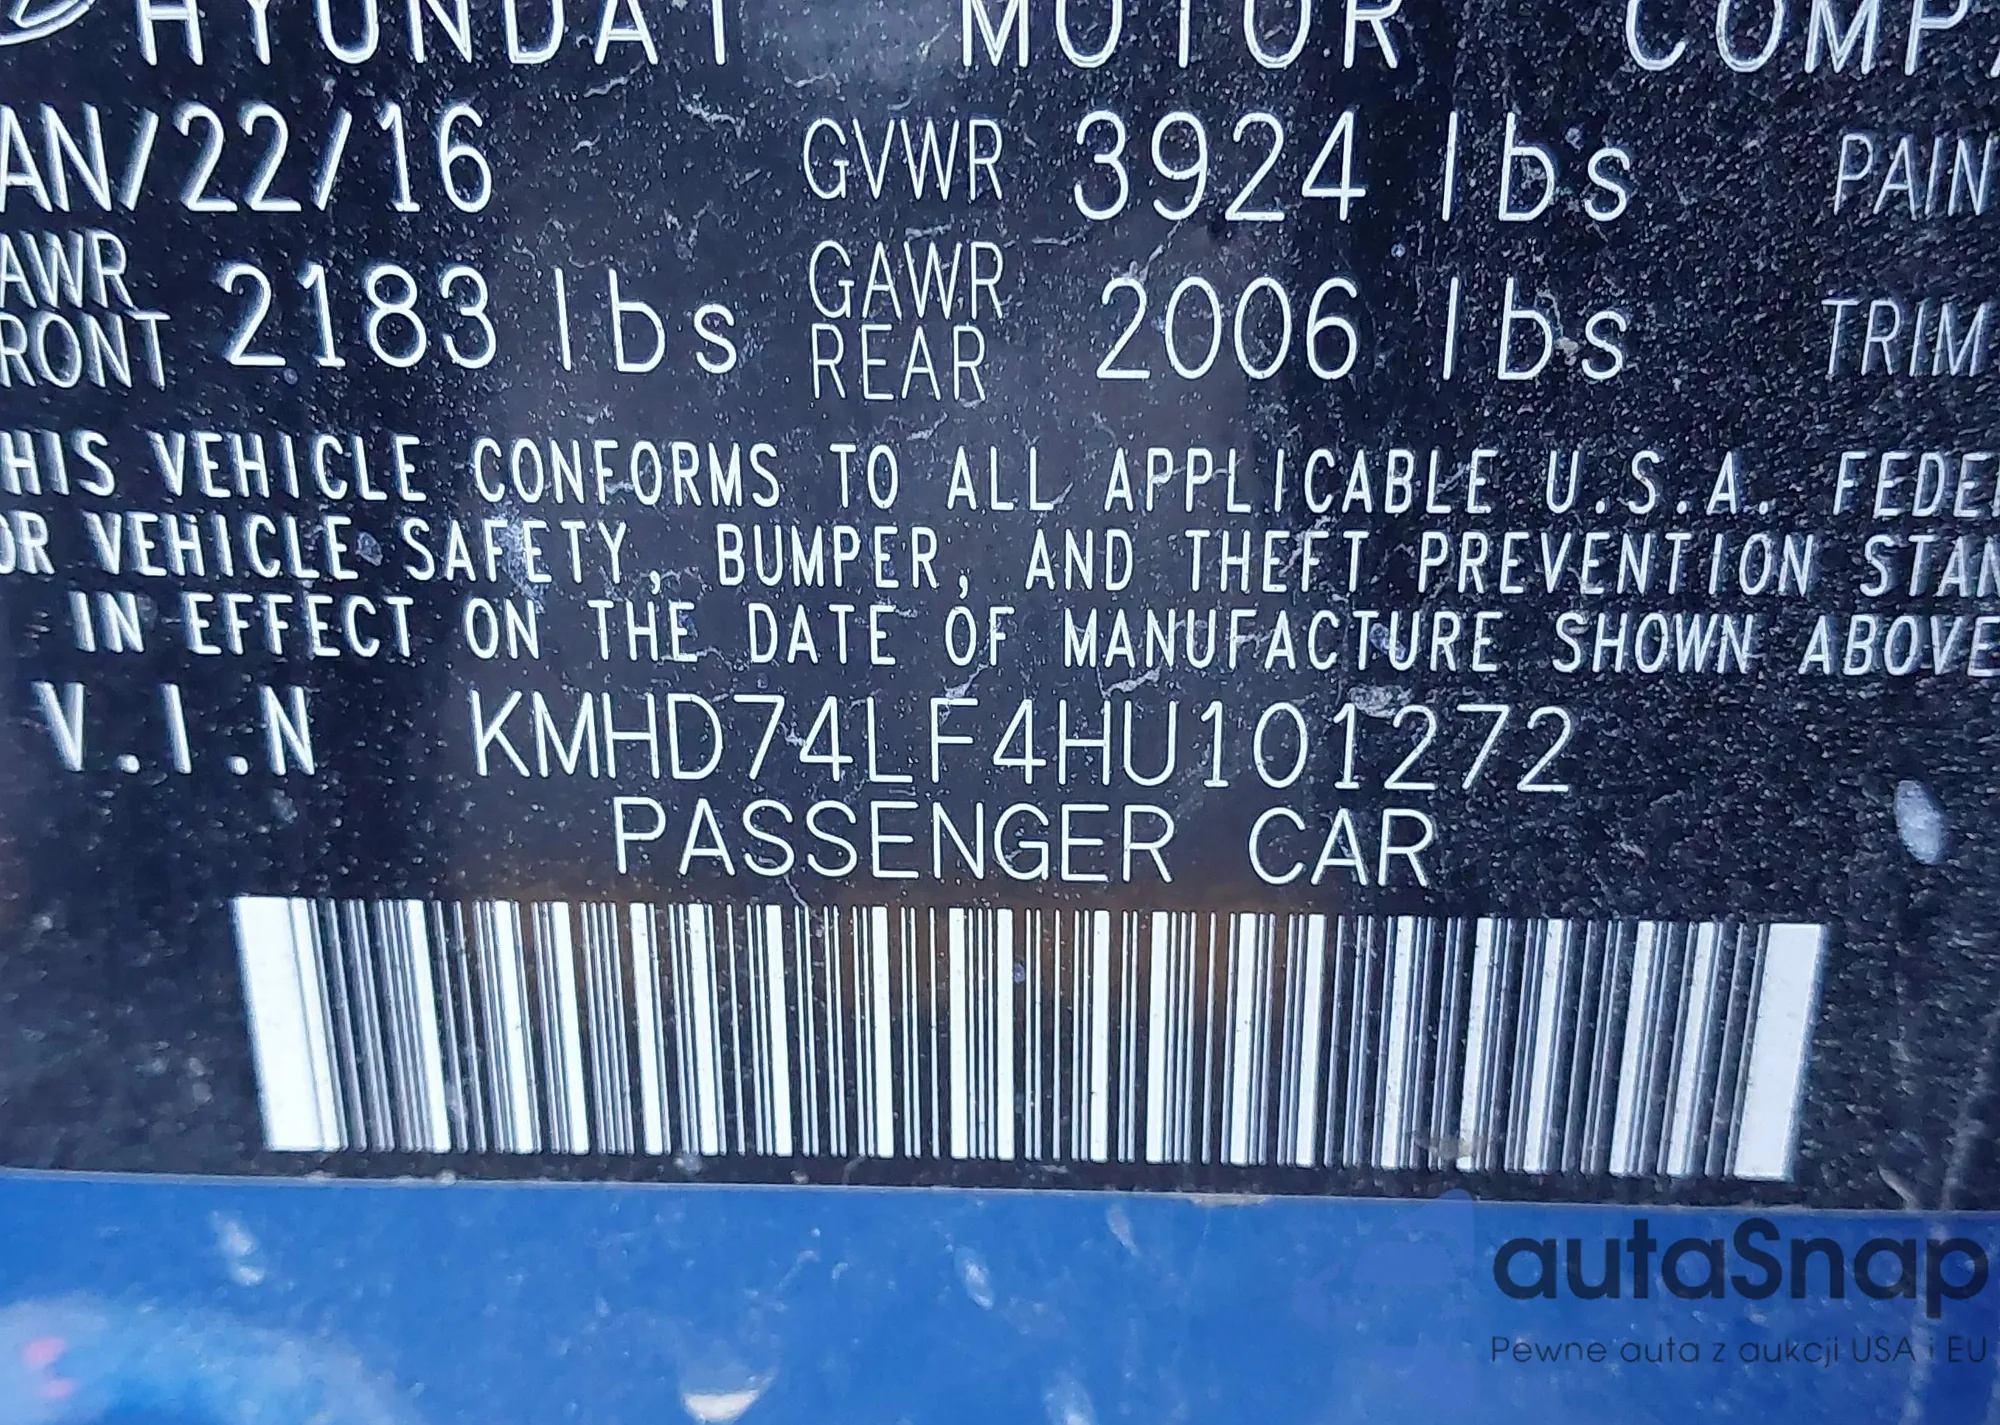 HYUNDAI MOTOR COMPA
AN/22/16 GVWR 3924 lbs PAIN
AWR FRONT 2183 lbs GAWR REAR 2006 lbs TRIM
HIS VEHICLE CONFORMS TO ALL APPLICABLE U.S.A. FEDE
OR VEHICLE SAFETY, BUMPER, AND THEFT PREVENTION STAN
IN EFFECT ON THE DATE OF MANUFACTURE SHOWN ABOVE
V.I.N KMHD74LF4HU101272
PASSENGER CAR
autaSnap
Pewne auta z aukcji USA i EU